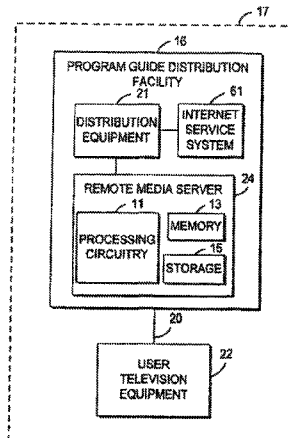 17
16
PROGRAM GUIDE DISTRIBUTION
FACILITY
21
61
DISTRIBUTION
EQUIPMENT
INTERNET
SERVICE
SYSTEM
24
REMOTE MEDIA SERVER
11
13
PROCESSING
CIRCUITRY
MEMORY
15
STORAGE
20
22
USER
TELEVISION
EQUIPMENT